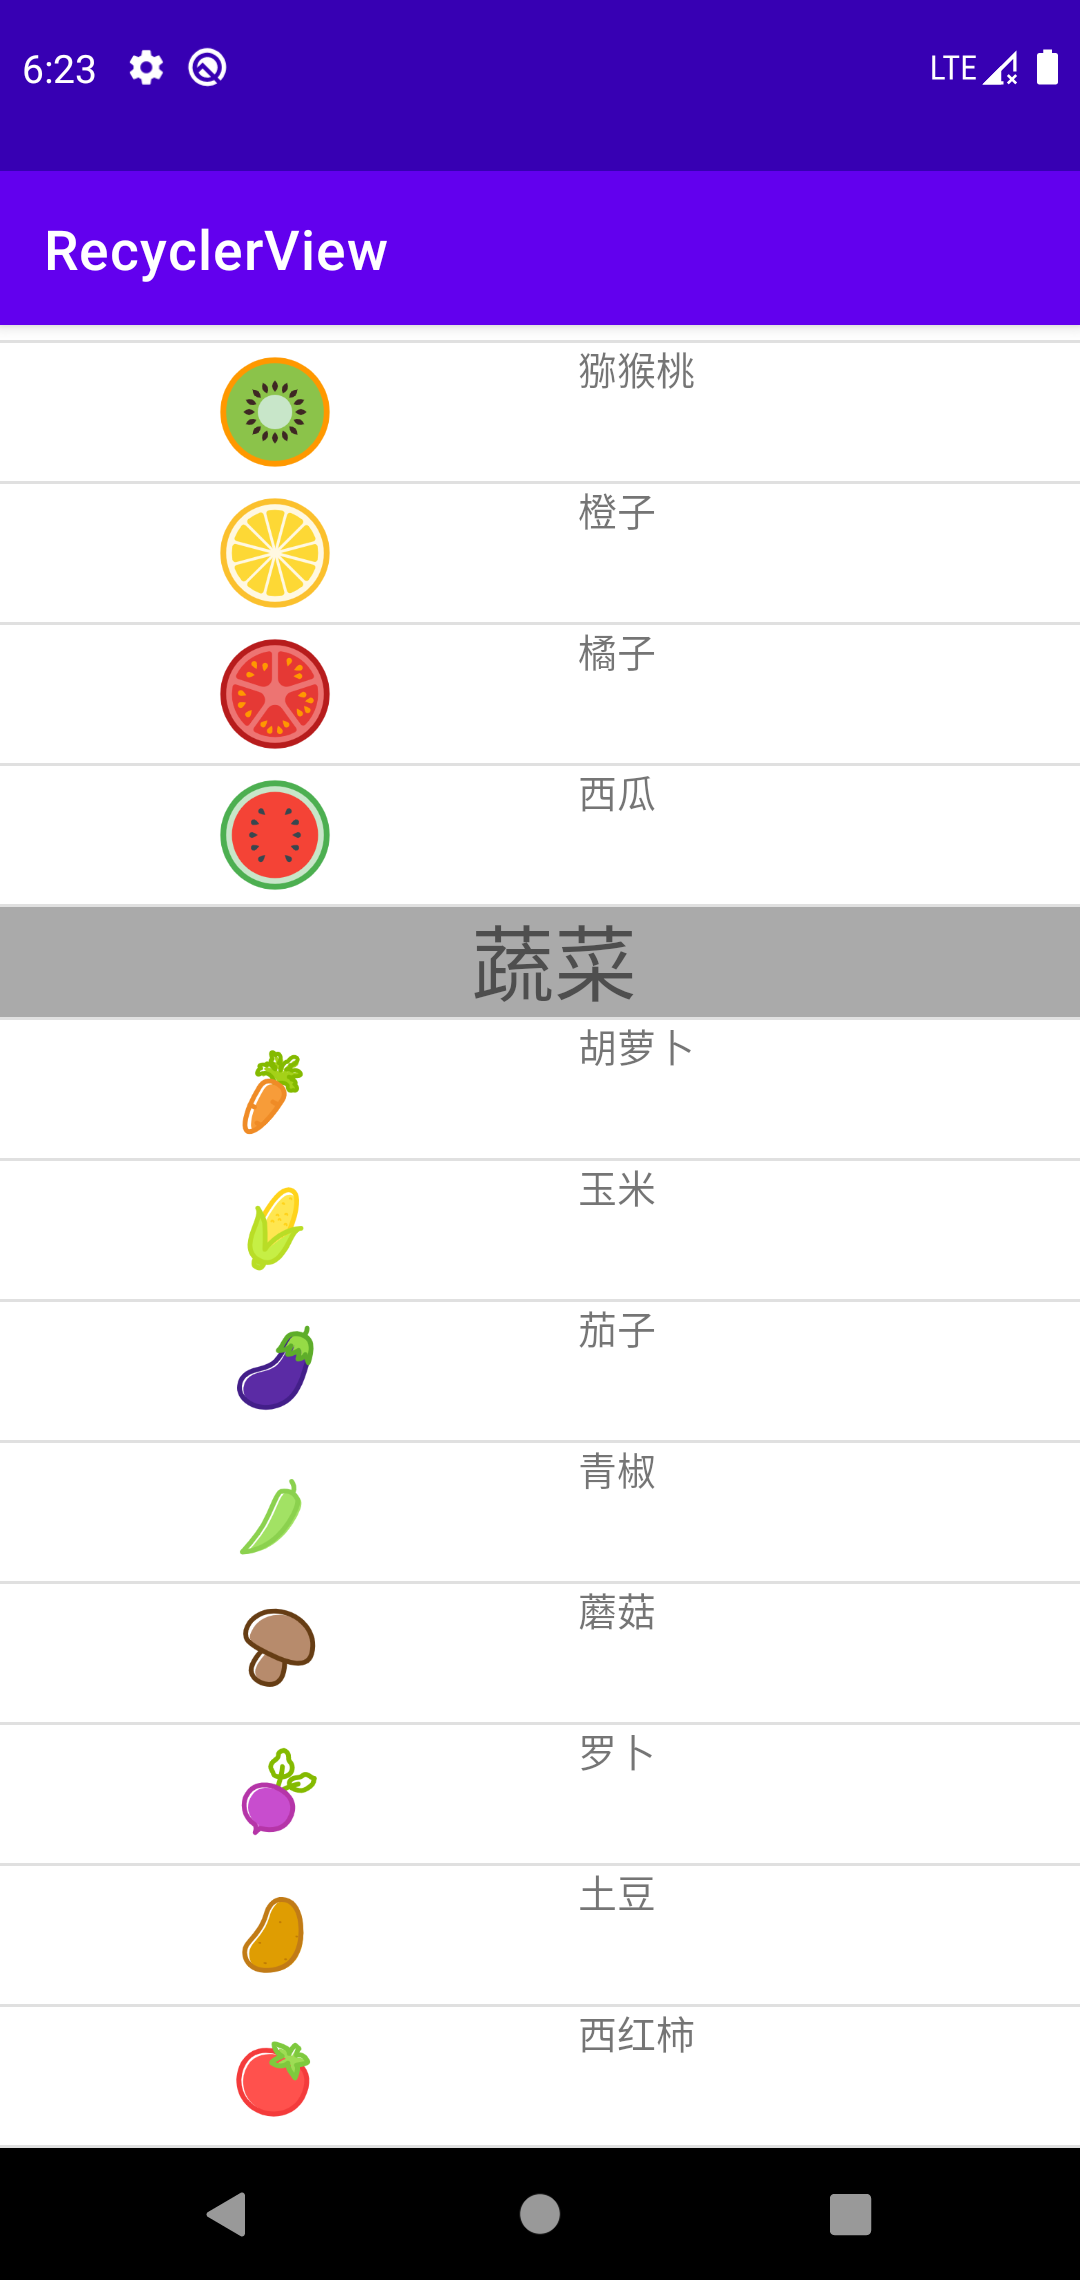 6:23
LTE
RecyclerView
猕猴桃
橙子
橘子
西瓜
蔬菜
胡萝卜
玉米
茄子
青椒
蘑菇
罗卜
土豆
西红柿